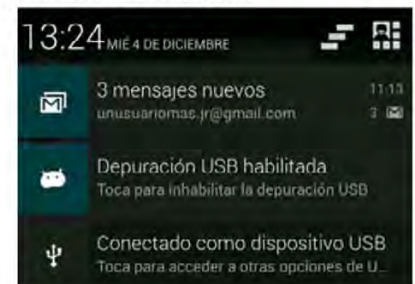 13:24 MIÉ 4 DE DICIEMBRE
3 mensajes nuevos 11:13
unusuariomas.jr@gmail.com 3
Depuración USB habilitada
Toca para inhabilitar la depuración USB
Conectado como dispositivo USB
Toca para acceder a otras opciones de U...